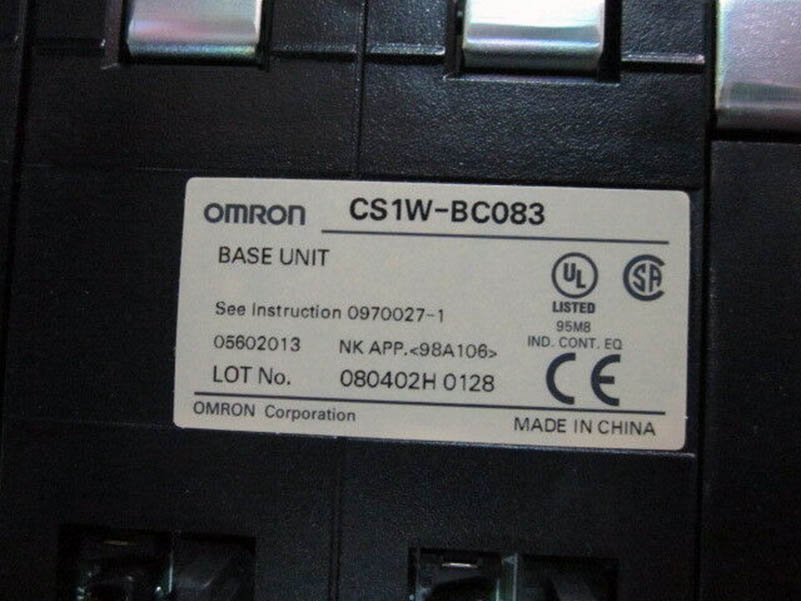 OMRON CS1W-BC083
BASE UNIT
UL
LISTED
95M8
IND. CONT. EQ
SA
See Instruction 0970027-1
05602013 NK APP.<98A106>
LOT No. 080402H 0128
CE
OMRON Corporation
MADE IN CHINA